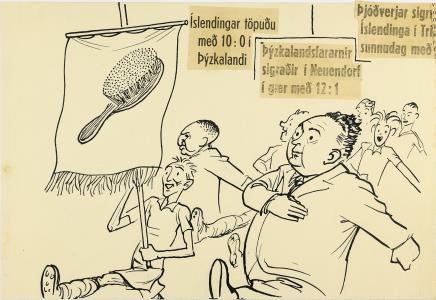 Íslendingar töpuðu
með 10:0 í
Þýzkalandi
Þýzkalandsfararnir
sigraðir í Neuendorf
í gær með 12:1
Þjóðverjar sigr
Íslendinga í Tri
sunnudag með